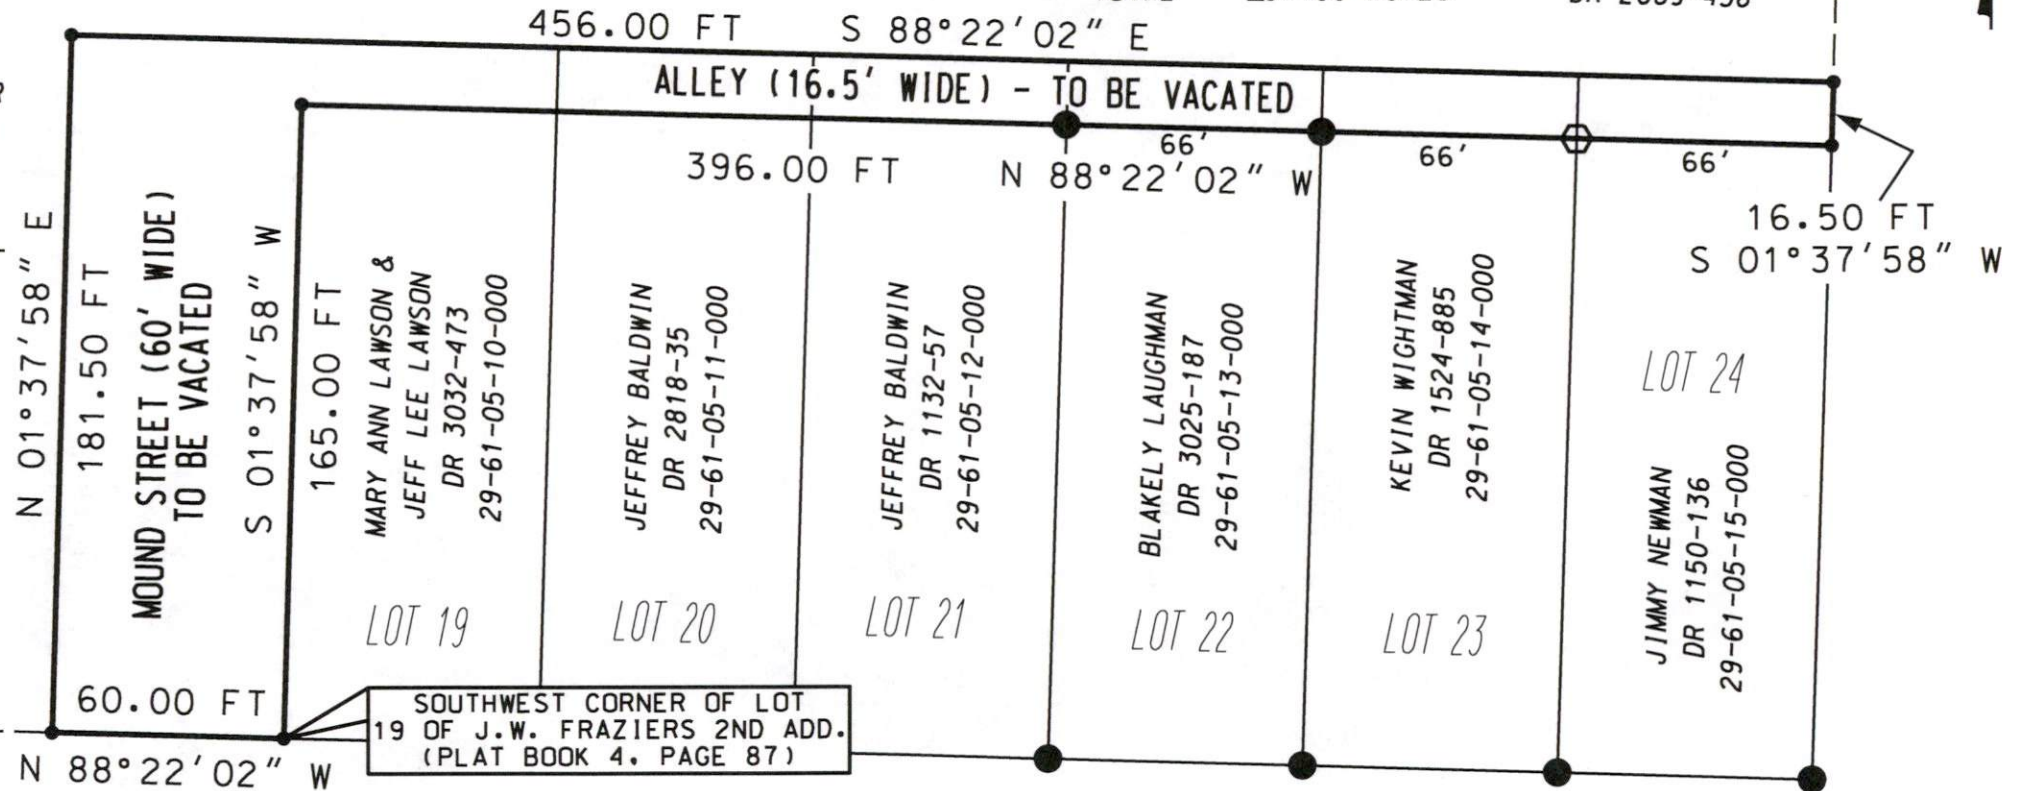 456.00 FT S 88°22'02" E
ALLEY (16.5' WIDE) - TO BE VACATED
66'
66'
66'
396.00 FT N 88°22'02" W
16.50 FT
S 01°37'58" W
N 01°37'58" E
181.50 FT
MOUND STREET (60' WIDE)
TO BE VACATED
S 01°37'58" W
165.00 FT
MARY ANN LAWSON &
JEFF LEE LAWSON
DR 3032-473
29-61-05-10-000
LOT 19
JEFFREY BALDWIN
DR 2818-35
29-61-05-11-000
LOT 20
JEFFREY BALDWIN
DR 1132-57
29-61-05-12-000
LOT 21
BLAKELY LAUGHMAN
DR 3025-187
29-61-05-13-000
LOT 22
KEVIN WIGHTMAN
DR 1524-885
29-61-05-14-000
LOT 23
LOT 24
JIMMY NEWMAN
DR 1150-136
29-61-05-15-000
60.00 FT
N 88°22'02" W
SOUTHWEST CORNER OF LOT
19 OF J.W. FRAZIERS 2ND ADD.
(PLAT BOOK 4. PAGE 87)